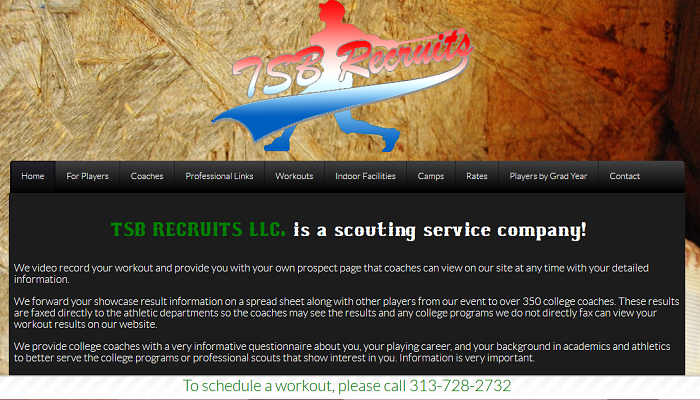 TSB Recruits
Home For Players Coaches Professional Links Workouts Indoor Facilities Camps Rates Players by Grad Year Contact
TSB RECRUITS LLC. is a scouting service company!
We video record your workout and provide you with your own prospect page that coaches can view on our site at any time with your detailed
information.
We forward your showcase result information on a spread sheet along with other players from our event to over 350 college coaches. These results
are faxed directly to the athletic departments so the coaches may see the results and any college programs we do not directly fax can view your
workout results on our website.
We provide college coaches with a very informative questionnaire about you, your playing career, and your background in academics and athletics
to better serve the college programs or professional scouts that show interest in you. Information is very important.
To schedule a workout, please call 313-728-2732